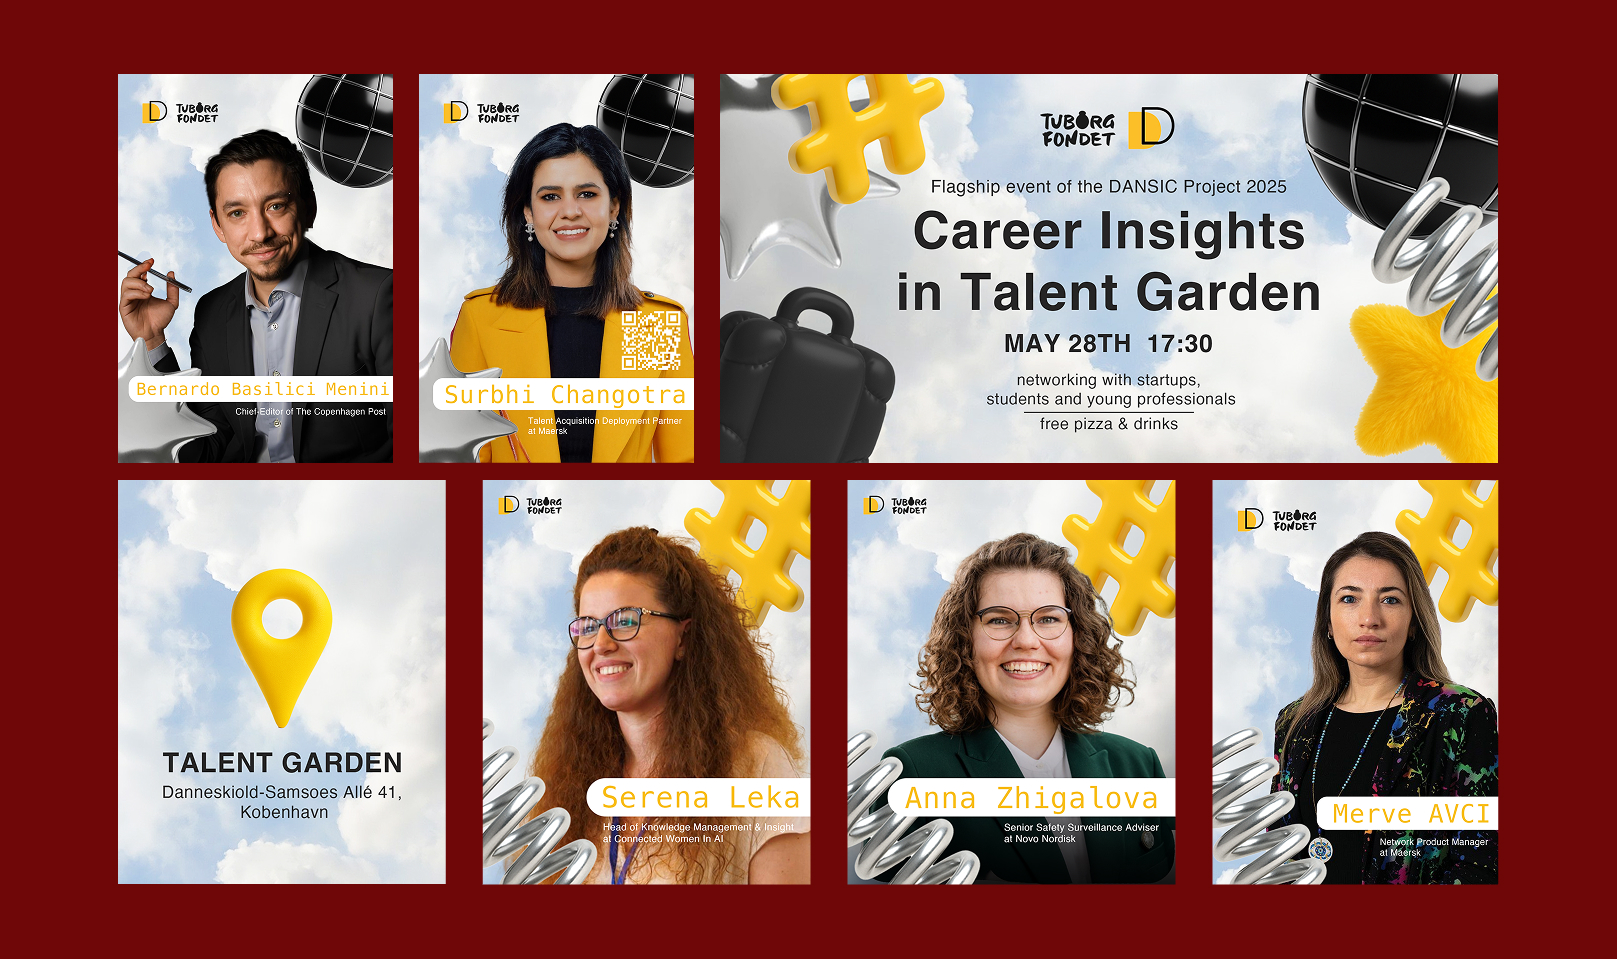 TUBORG
FONDET
Bernardo Basilici Menini
Chief-Editor of The Copenhagen Post
TUBORG
FONDET
Surbhi Changotra
Talent Acquisition Deployment Partner
at Maersk
TUBORG
FONDET
D
Flagship event of the DANSIC Project 2025
Career Insights
in Talent Garden
MAY 28TH 17:30
networking with startups,
students and young professionals
free pizza & drinks
TALENT GARDEN
Danneskiold-Samsoes Allé 41,
Kobenhavn
D
TUBORG
FONDET
Serena Leka
Head of Knowledge Management & Insight
at Connected Women In AI
D
TUBORG
FONDET
Anna Zhigalova
Senior Safety Surveillance Adviser
at Novo Nordisk
D
TUBORG
FONDET
Merve AVCI
Network Product Manager
at Maersk